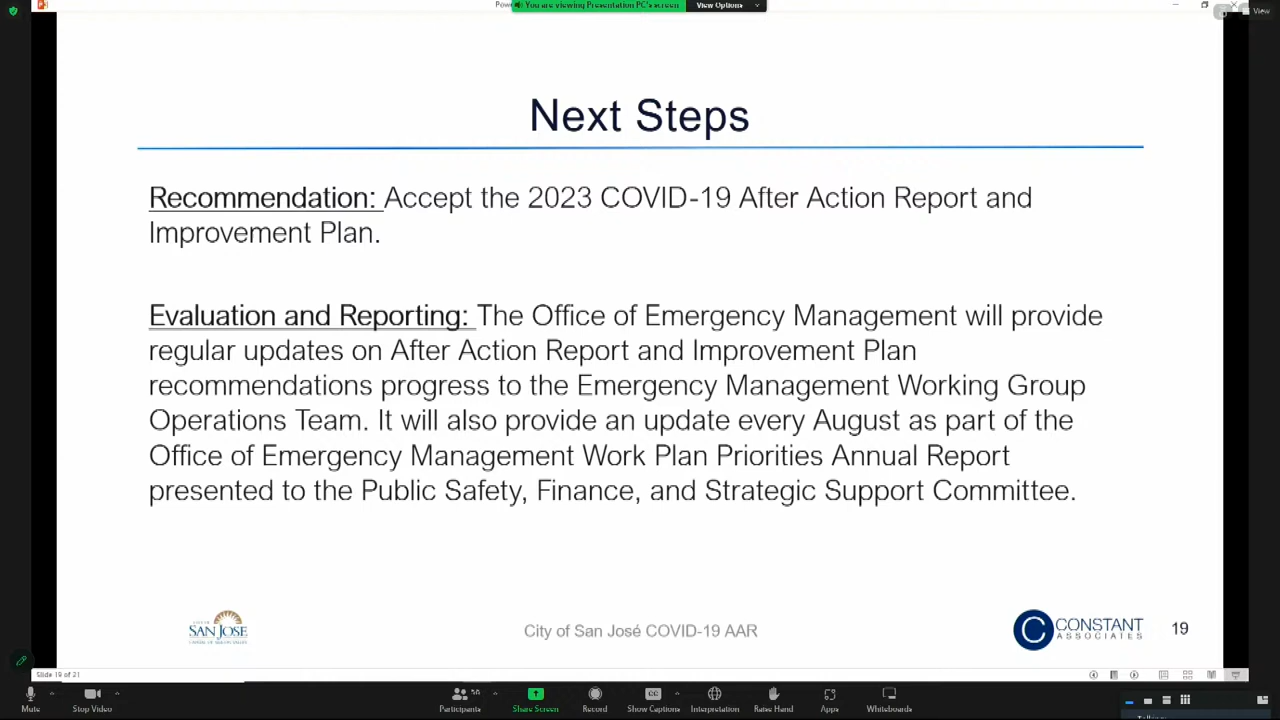 You are viewing Presentation PC's screen
View Options
View
Next Steps
Recommendation: Accept the 2023 COVID-19 After Action Report and
Improvement Plan.
Evaluation and Reporting: The Office of Emergency Management will provide
regular updates on After Action Report and Improvement Plan
recommendations progress to the Emergency Management Working Group
Operations Team. It will also provide an update every August as part of the
Office of Emergency Management Work Plan Priorities Annual Report
presented to the Public Safety, Finance, and Strategic Support Committee.
SAN JOSE
City of San José COVID-19 AAR
C CONSTANT
ASSOCIATES
19
Slide 19 of 21
Mute
Stop Video
Participants
Share Screen
Record
Show Captions
Interpretation
Raise Hand
Apps
Whiteboards